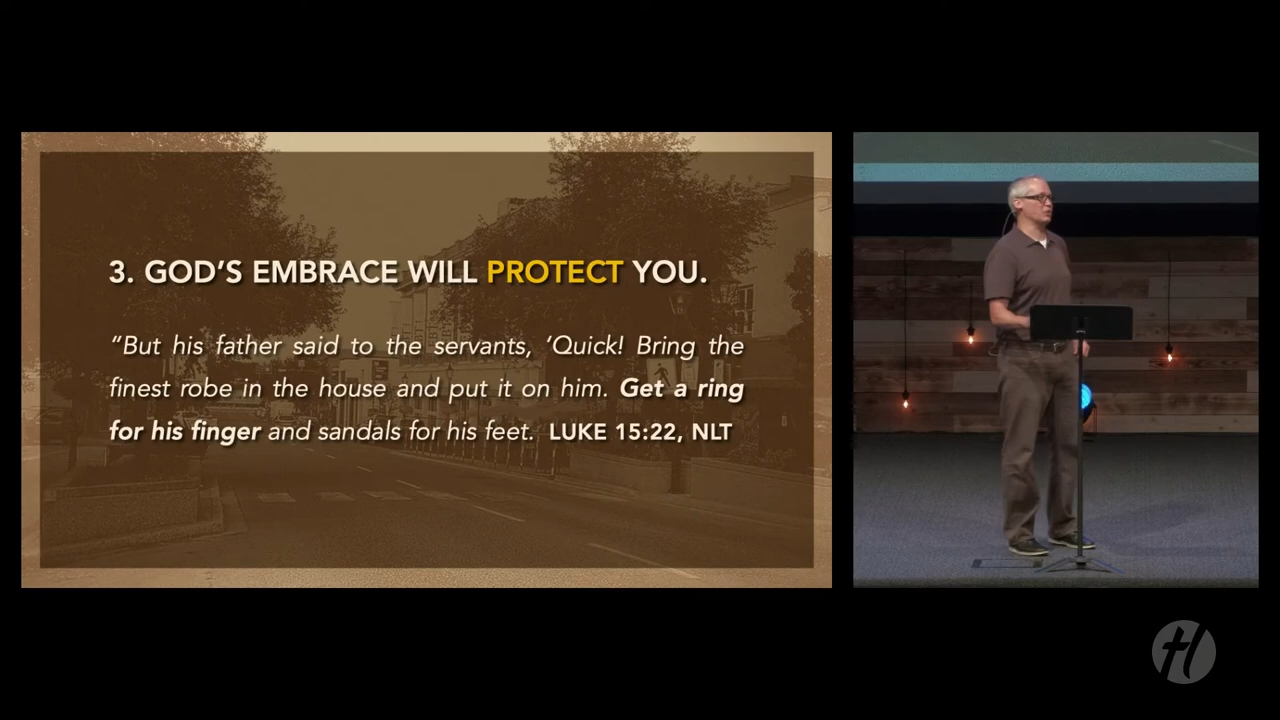 3. GOD’S EMBRACE WILL PROTECT YOU.
“But his father said to the servants, ‘Quick! Bring the
finest robe in the house and put it on him. Get a ring
for his finger and sandals for his feet. LUKE 15:22, NLT